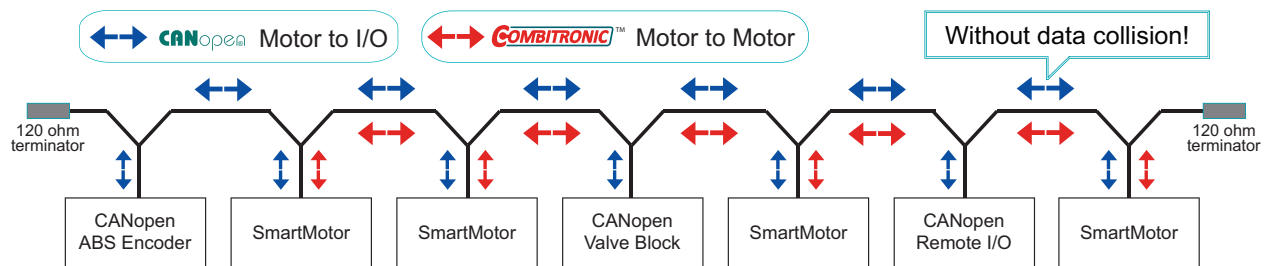 CANopen Motor to I/O
COMBITRONIC™ Motor to Motor
Without data collision!
120 ohm
terminator
120 ohm
terminator
CANopen
ABS Encoder
SmartMotor
SmartMotor
CANopen
Valve Block
SmartMotor
CANopen
Remote I/O
SmartMotor